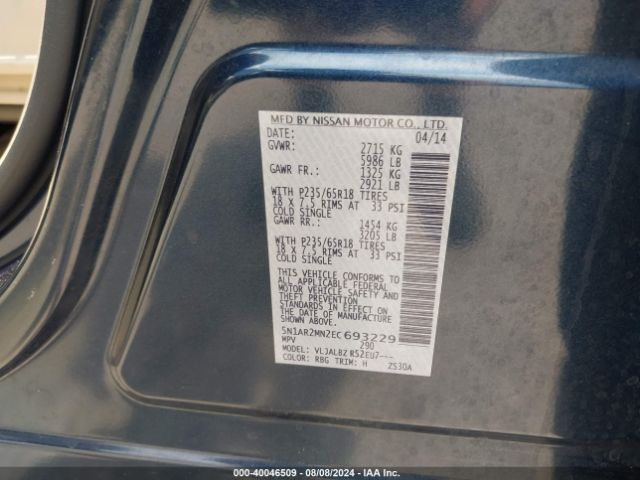 MFD BY NISSAN MOTOR CO., LTD.
DATE: 04/14
GVWR: 2715 KG
5986 LB
GAWR FR.: 1325 KG
2921 LB
WITH P235/65R18 TIRES
18 X 7.5 RIMS AT 33 PSI
COLD SINGLE
GAWR RR.: 1454 KG
3205 LB
WITH P235/65R18 TIRES
18 X 7.5 RIMS AT 33 PSI
COLD SINGLE
THIS VEHICLE CONFORMS TO
ALL APPLICABLE FEDERAL
MOTOR VEHICLE SAFETY AND
THEFT PREVENTION
STANDARDS IN EFFECT ON
THE DATE OF MANUFACTURE
SHOWN ABOVE.
5N1AR2MN2EC693229
MPV 290
MODEL: VLJALBZ R52EU7---
COLOR: RBG TRIM: H ZS30A
000-40046509 - 08/08/2024 - IAA Inc.